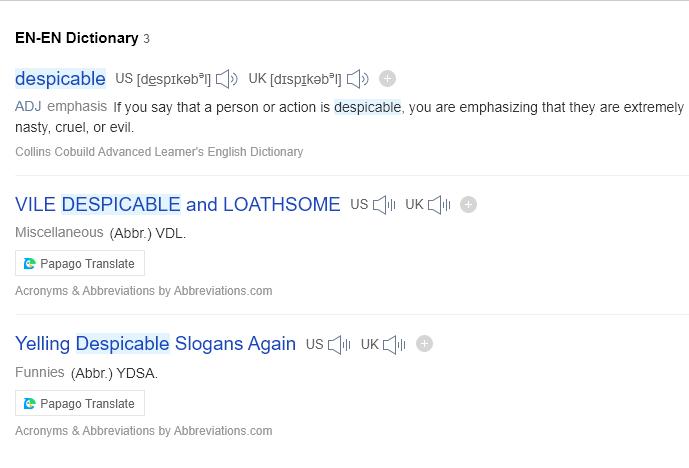 EN-EN Dictionary 3
despicable US [despɪkəbᵊl] UK [dɪspɪkəbᵊl]
ADJ emphasis If you say that a person or action is despicable, you are emphasizing that they are extremely
nasty, cruel, or evil.
Collins Cobuild Advanced Learner's English Dictionary
VILE DESPICABLE and LOATHSOME US UK
Miscellaneous (Abbr.) VDL.
Papago Translate
Acronyms & Abbreviations by Abbreviations.com
Yelling Despicable Slogans Again US UK
Funnies (Abbr.) YDSA.
Papago Translate
Acronyms & Abbreviations by Abbreviations.com